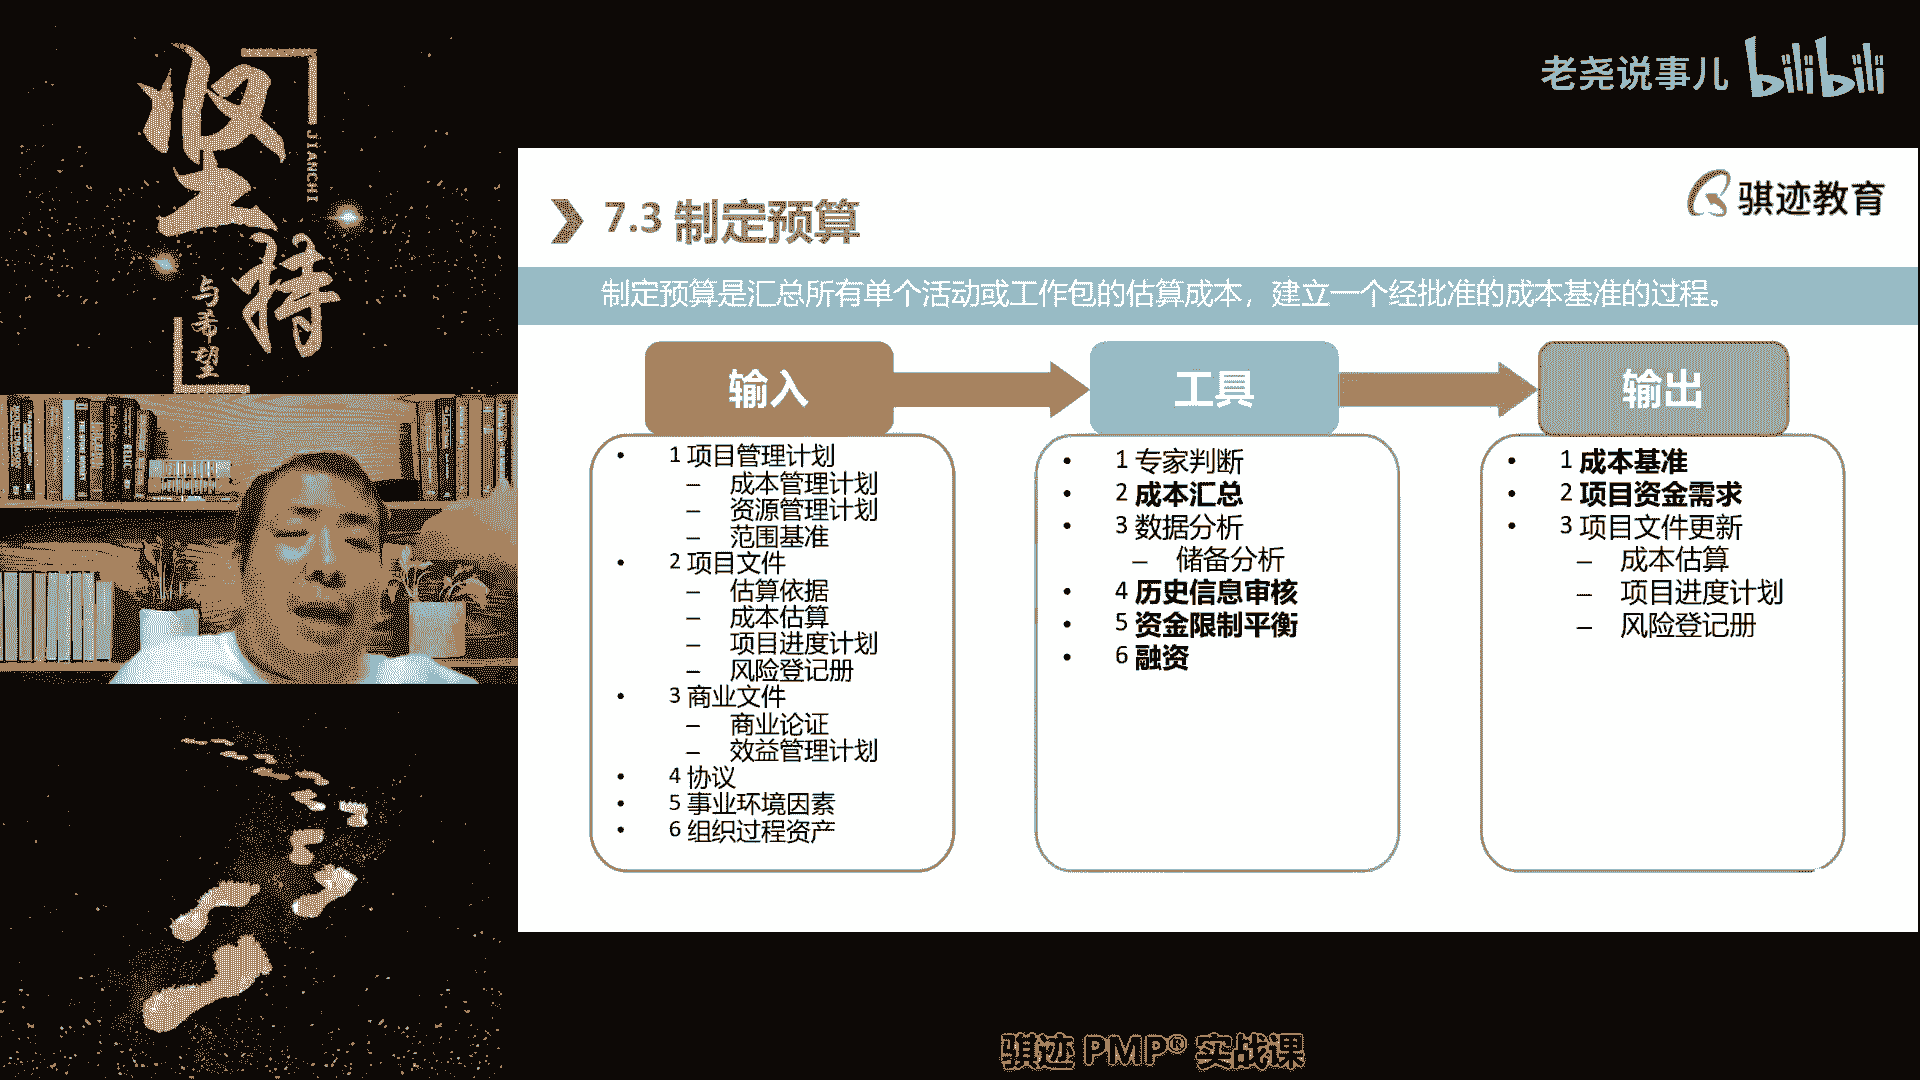 坚持
JIANCHI
与希望
老尧说事儿 bilibili
骐迹教育
7.3 制定预算
制定预算是汇总所有单个活动或工作包的估算成本，建立一个经批准的成本基准的过程。
输入
• 1 项目管理计划
– 成本管理计划
– 资源管理计划
– 范围基准
• 2 项目文件
– 估算依据
– 成本估算
– 项目进度计划
– 风险登记册
• 3 商业文件
– 商业论证
– 效益管理计划
• 4 协议
• 5 事业环境因素
• 6 组织过程资产
工具
• 1 专家判断
• 2 成本汇总
• 3 数据分析
– 储备分析
• 4 历史信息审核
• 5 资金限制平衡
• 6 融资
输出
• 1 成本基准
• 2 项目资金需求
• 3 项目文件更新
– 成本估算
– 项目进度计划
– 风险登记册
骐迹 PMP® 实战课